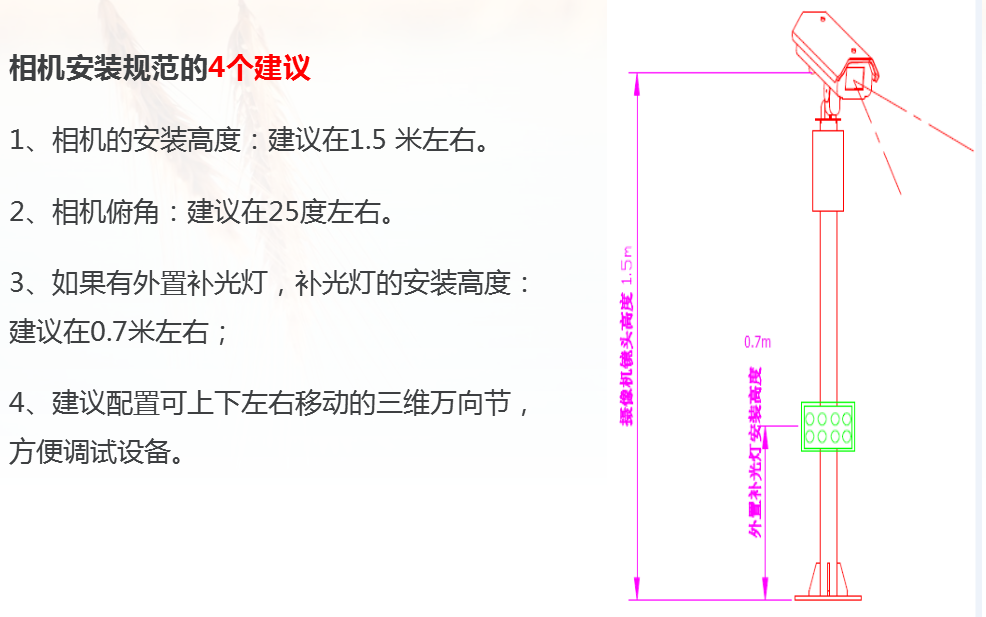 相机安装规范的4个建议
1、相机的安装高度：建议在1.5 米左右。
2、相机俯角：建议在25度左右。
3、如果有外置补光灯，补光灯的安装高度：
建议在0.7米左右；
4、建议配置可上下左右移动的三维万向节，
方便调试设备。
摄像机镜头高度 1.5m
0.7m
外置补光灯安装高度